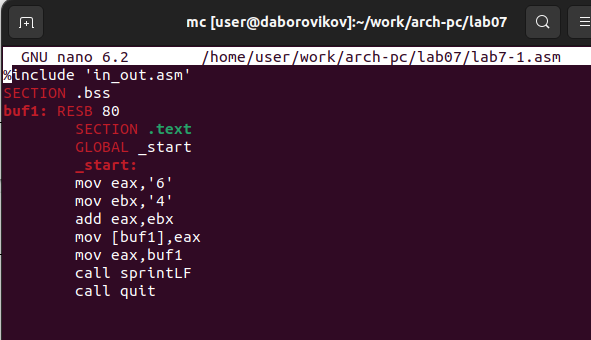 mc [user@daborovikov]:~/work/arch-pc/lab07
GNU nano 6.2 /home/user/work/arch-pc/lab07/lab7-1.asm
%include 'in_out.asm'
SECTION .bss
buf1: RESB 80
SECTION .text
GLOBAL _start
_start:
mov eax,'6'
mov ebx,'4'
add eax,ebx
mov [buf1],eax
mov eax,buf1
call sprintLF
call quit